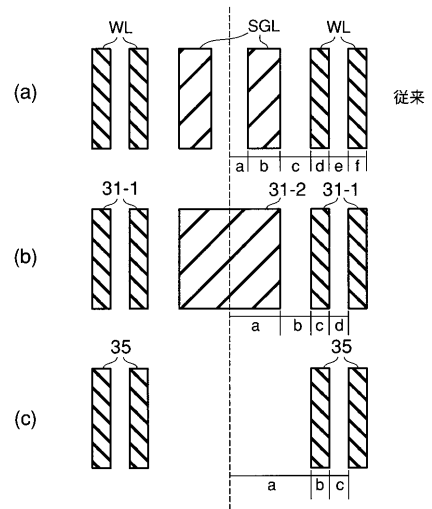 WL SGL WL
(a) 従来
a b c d e f
31-1 31-2 31-1
(b)
a b c d
35 35
(c)
a b c